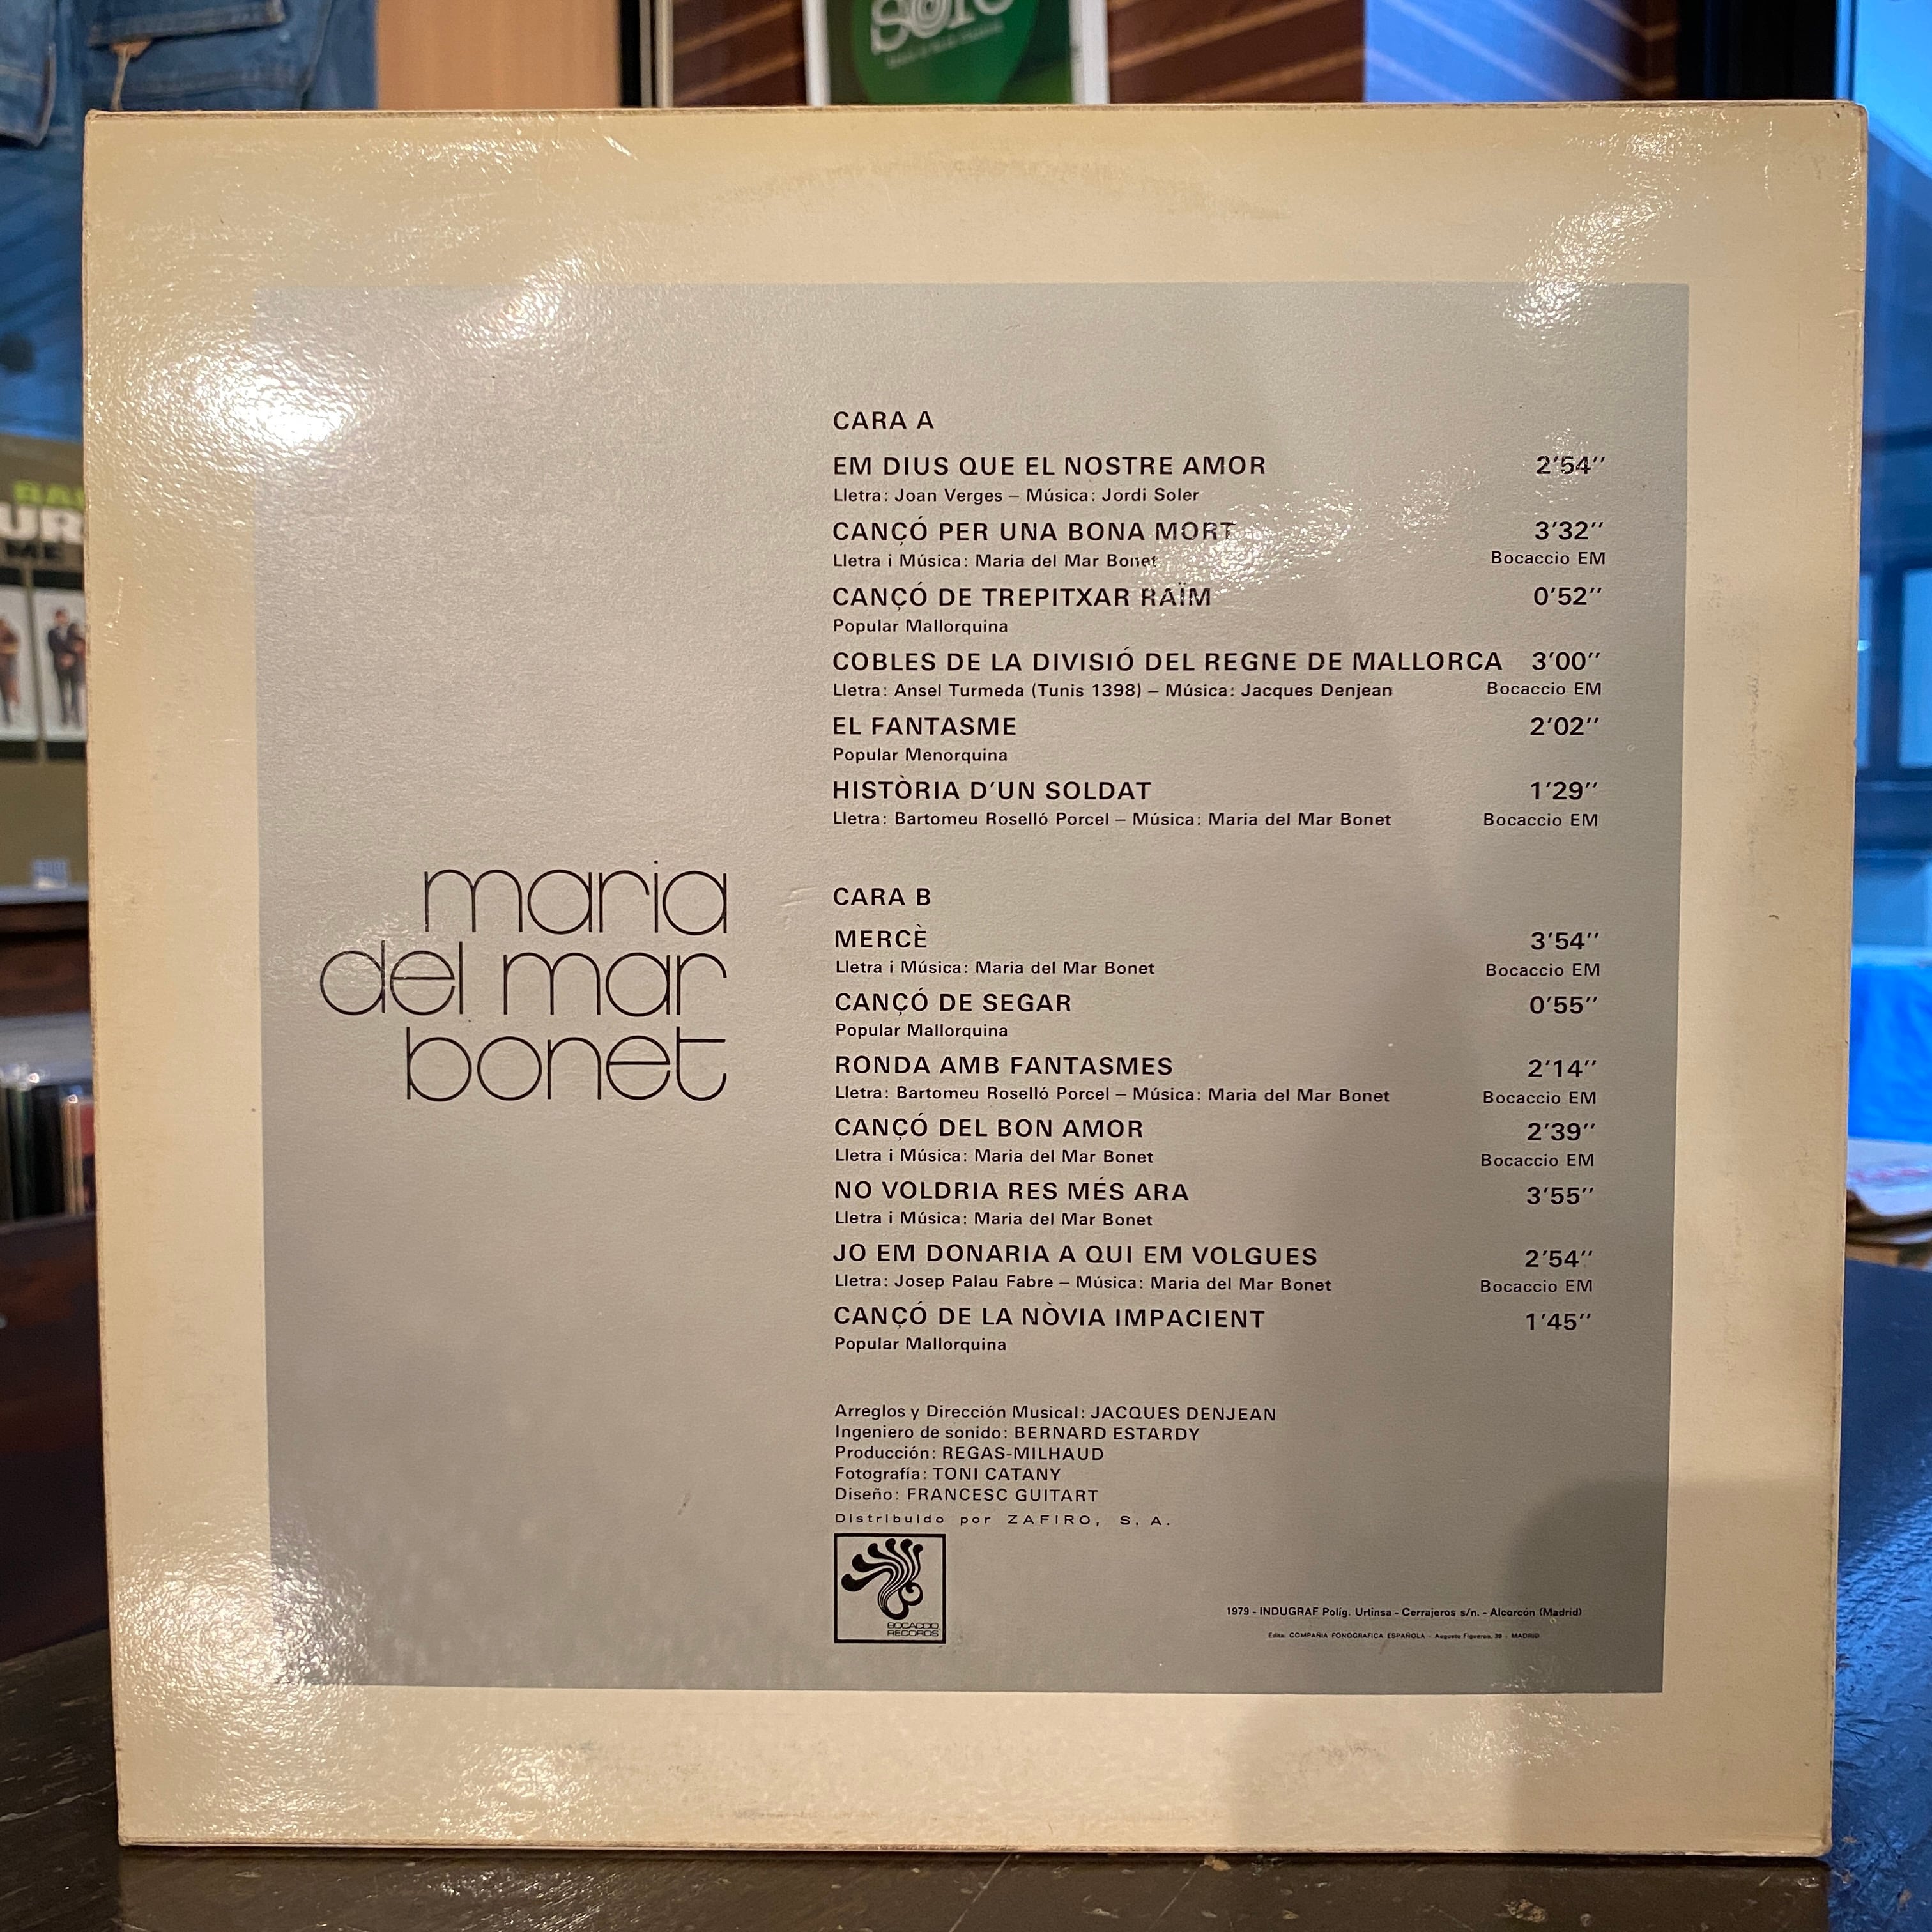 maria
del mar
bonet
CARA A
EM DIUS QUE EL NOSTRE AMOR 2'54''
Lletra: Joan Verges – Música: Jordi Soler
CANÇÓ PER UNA BONA MORT 3'32''
Lletra i Música: Maria del Mar Bonet Bocaccio EM
CANÇÓ DE TREPITXAR RAÏM 0'52''
Popular Mallorquina
COBLES DE LA DIVISIÓ DEL REGNE DE MALLORCA 3'00''
Lletra: Ansel Turmeda (Tunis 1398) – Música: Jacques Denjean Bocaccio EM
EL FANTASME 2'02''
Popular Menorquina
HISTÒRIA D'UN SOLDAT 1'29''
Lletra: Bartomeu Roselló Porcel – Música: Maria del Mar Bonet Bocaccio EM
CARA B
MERCÈ 3'54''
Lletra i Música: Maria del Mar Bonet Bocaccio EM
CANÇÓ DE SEGAR 0'55''
Popular Mallorquina
RONDA AMB FANTASMES 2'14''
Lletra: Bartomeu Roselló Porcel – Música: Maria del Mar Bonet Bocaccio EM
CANÇÓ DEL BON AMOR 2'39''
Lletra i Música: Maria del Mar Bonet Bocaccio EM
NO VOLDRIA RES MÉS ARA 3'55''
Lletra i Música: Maria del Mar Bonet
JO EM DONARIA A QUI EM VOLGUES 2'54''
Lletra: Josep Palau Fabre – Música: Maria del Mar Bonet Bocaccio EM
CANÇÓ DE LA NÒVIA IMPACIENT 1'45''
Popular Mallorquina
Arreglos y Dirección Musical: JACQUES DENJEAN
Ingeniero de sonido: BERNARD ESTARDY
Producción: REGAS-MILHAUD
Fotografía: TONI CATANY
Diseño: FRANCESC GUITART
Distribuido por ZAFIRO, S. A.
BOCACCIO
RECORDS
1979 - INDUGRAF Polig. Urtinsa - Cerrajeros s/n. - Alcorcón (Madrid)
Edita: COMPAÑIA FONOGRAFICA ESPAÑOLA - Augusto Figueroa, 39 - MADRID
ME